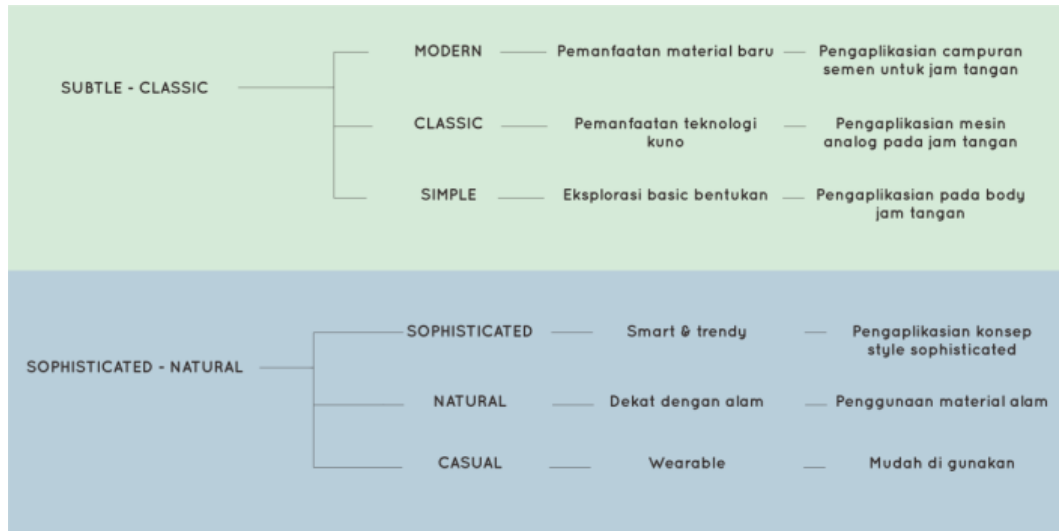 MODERN
Pemanfaatan material baru
Pengaplikasian campuran
semen untuk jam tangan
SUBTLE - CLASSIC
CLASSIC
Pemanfaatan teknologi
kuno
Pengaplikasian mesin
analog pada jam tangan
SIMPLE
Eksplorasi basic bentukan
Pengaplikasian pada body
jam tangan
SOPHISTICATED
Smart & trendy
Pengaplikasian konsep
style sophisticated
SOPHISTICATED - NATURAL
NATURAL
Dekat dengan alam
Penggunaan material alam
CASUAL
Wearable
Mudah di gunakan